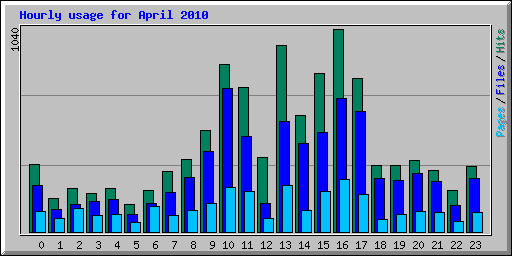 Hourly usage for April 2010
1040
Pages / Files / Hits
0 1 2 3 4 5 6 7 8 9 10 11 12 13 14 15 16 17 18 19 20 21 22 23